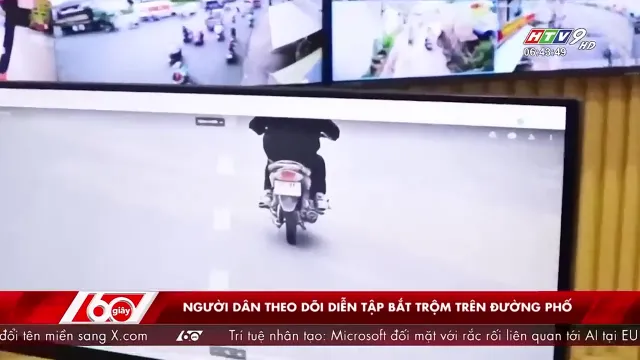 HTV9 HD
06:43:49
60 giây
NGƯỜI DÂN THEO DÕI DIỄN TẬP BẮT TRỘM TRÊN ĐƯỜNG PHỐ
đổi tên miền sang X.com 60 Trí tuệ nhân tạo: Microsoft đối mặt với rắc rối liên quan tới AI tại EU